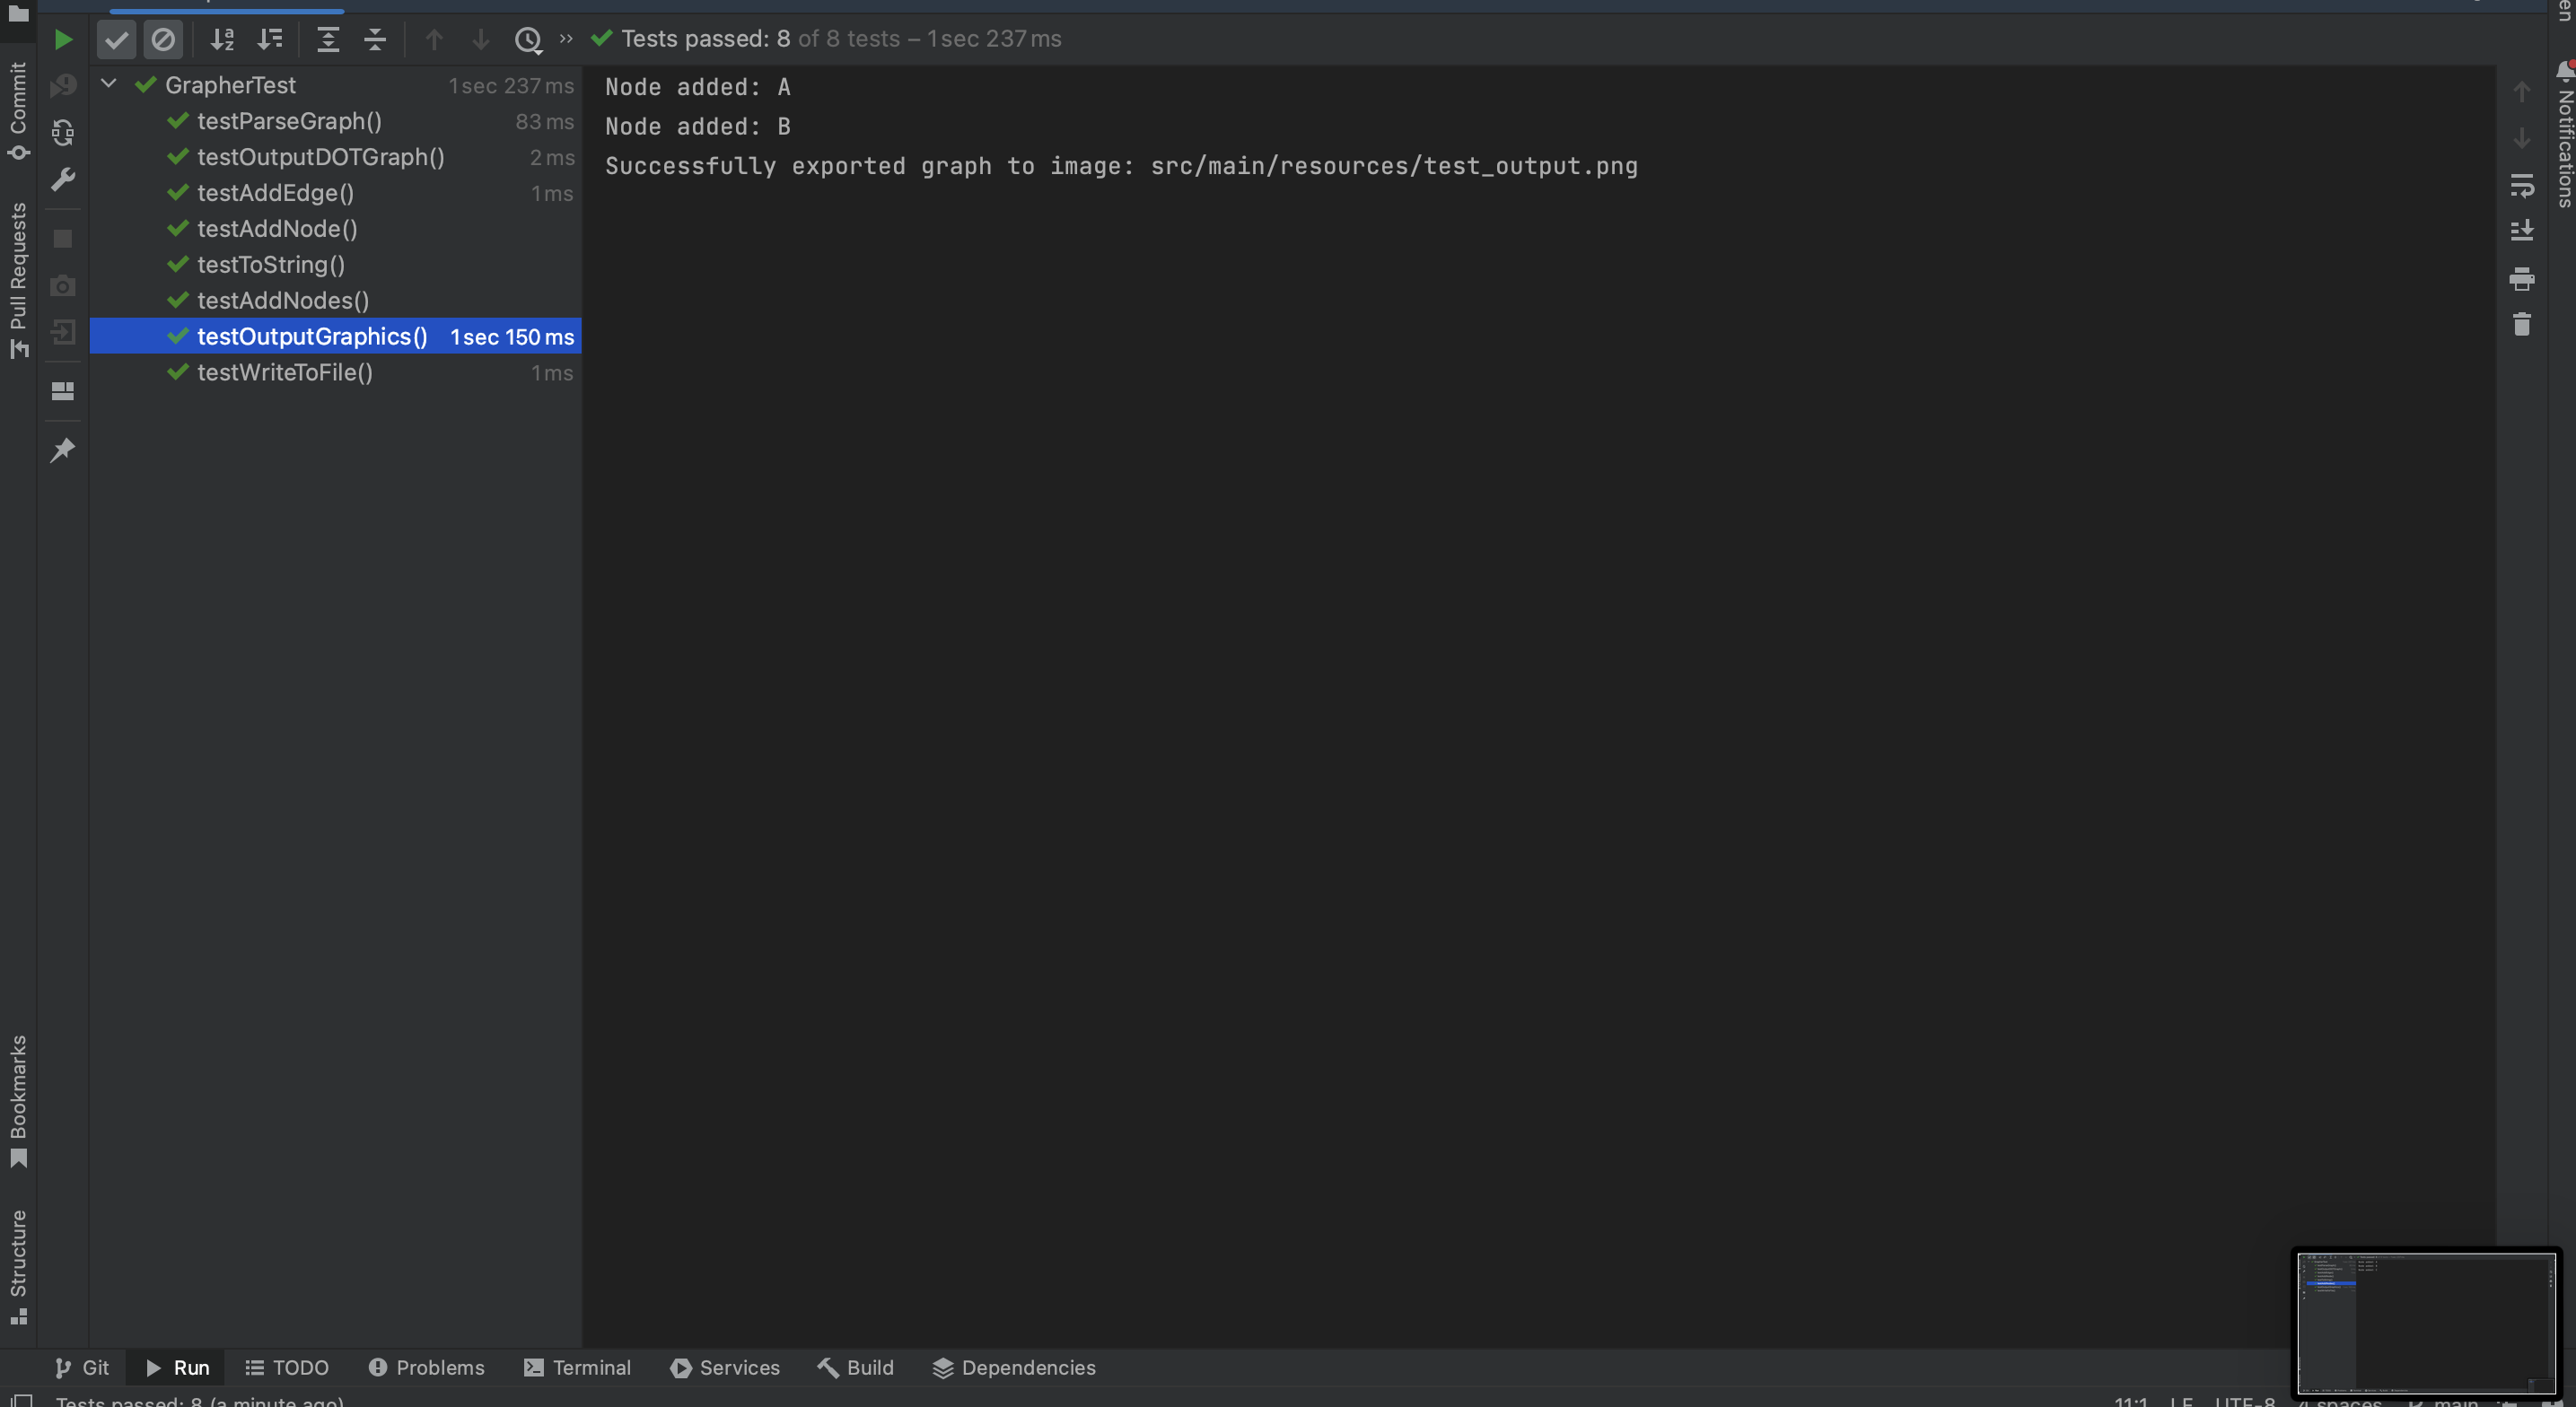 Tests passed: 8 of 8 tests – 1 sec 237 ms
Commit
Pull Requests
Bookmarks
Structure
GrapherTest 1 sec 237 ms
testParseGraph() 83 ms
testOutputDOTGraph() 2 ms
testAddEdge() 1 ms
testAddNode()
testToString()
testAddNodes()
testOutputGraphics() 1 sec 150 ms
testWriteToFile() 1 ms
Node added: A
Node added: B
Successfully exported graph to image: src/main/resources/test_output.png
Notifications
Git Run TODO Problems Terminal Services Build Dependencies
Tests passed: 8 (a minute ago) 11:1 LF UTF-8 4 spaces main